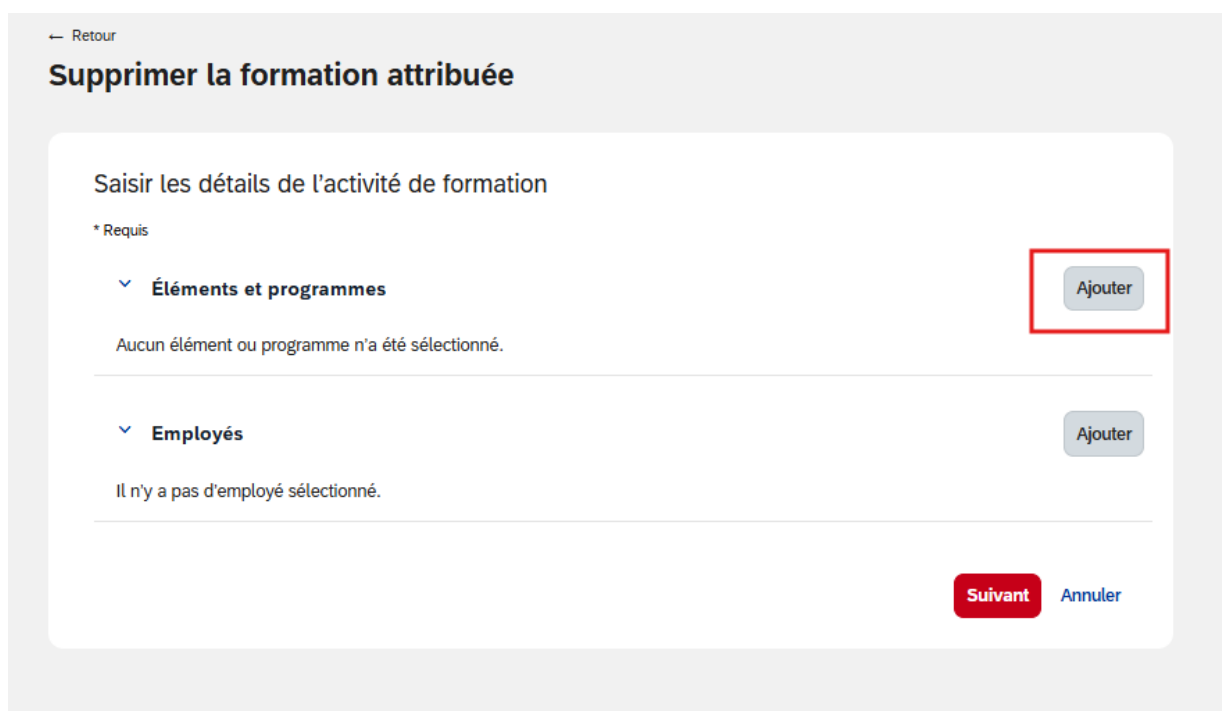 ← Retour
Supprimer la formation attribuée
Saisir les détails de l’activité de formation
* Requis
Éléments et programmes
Ajouter
Aucun élément ou programme n’a été sélectionné.
Employés
Ajouter
Il n’y a pas d’employé sélectionné.
Suivant Annuler